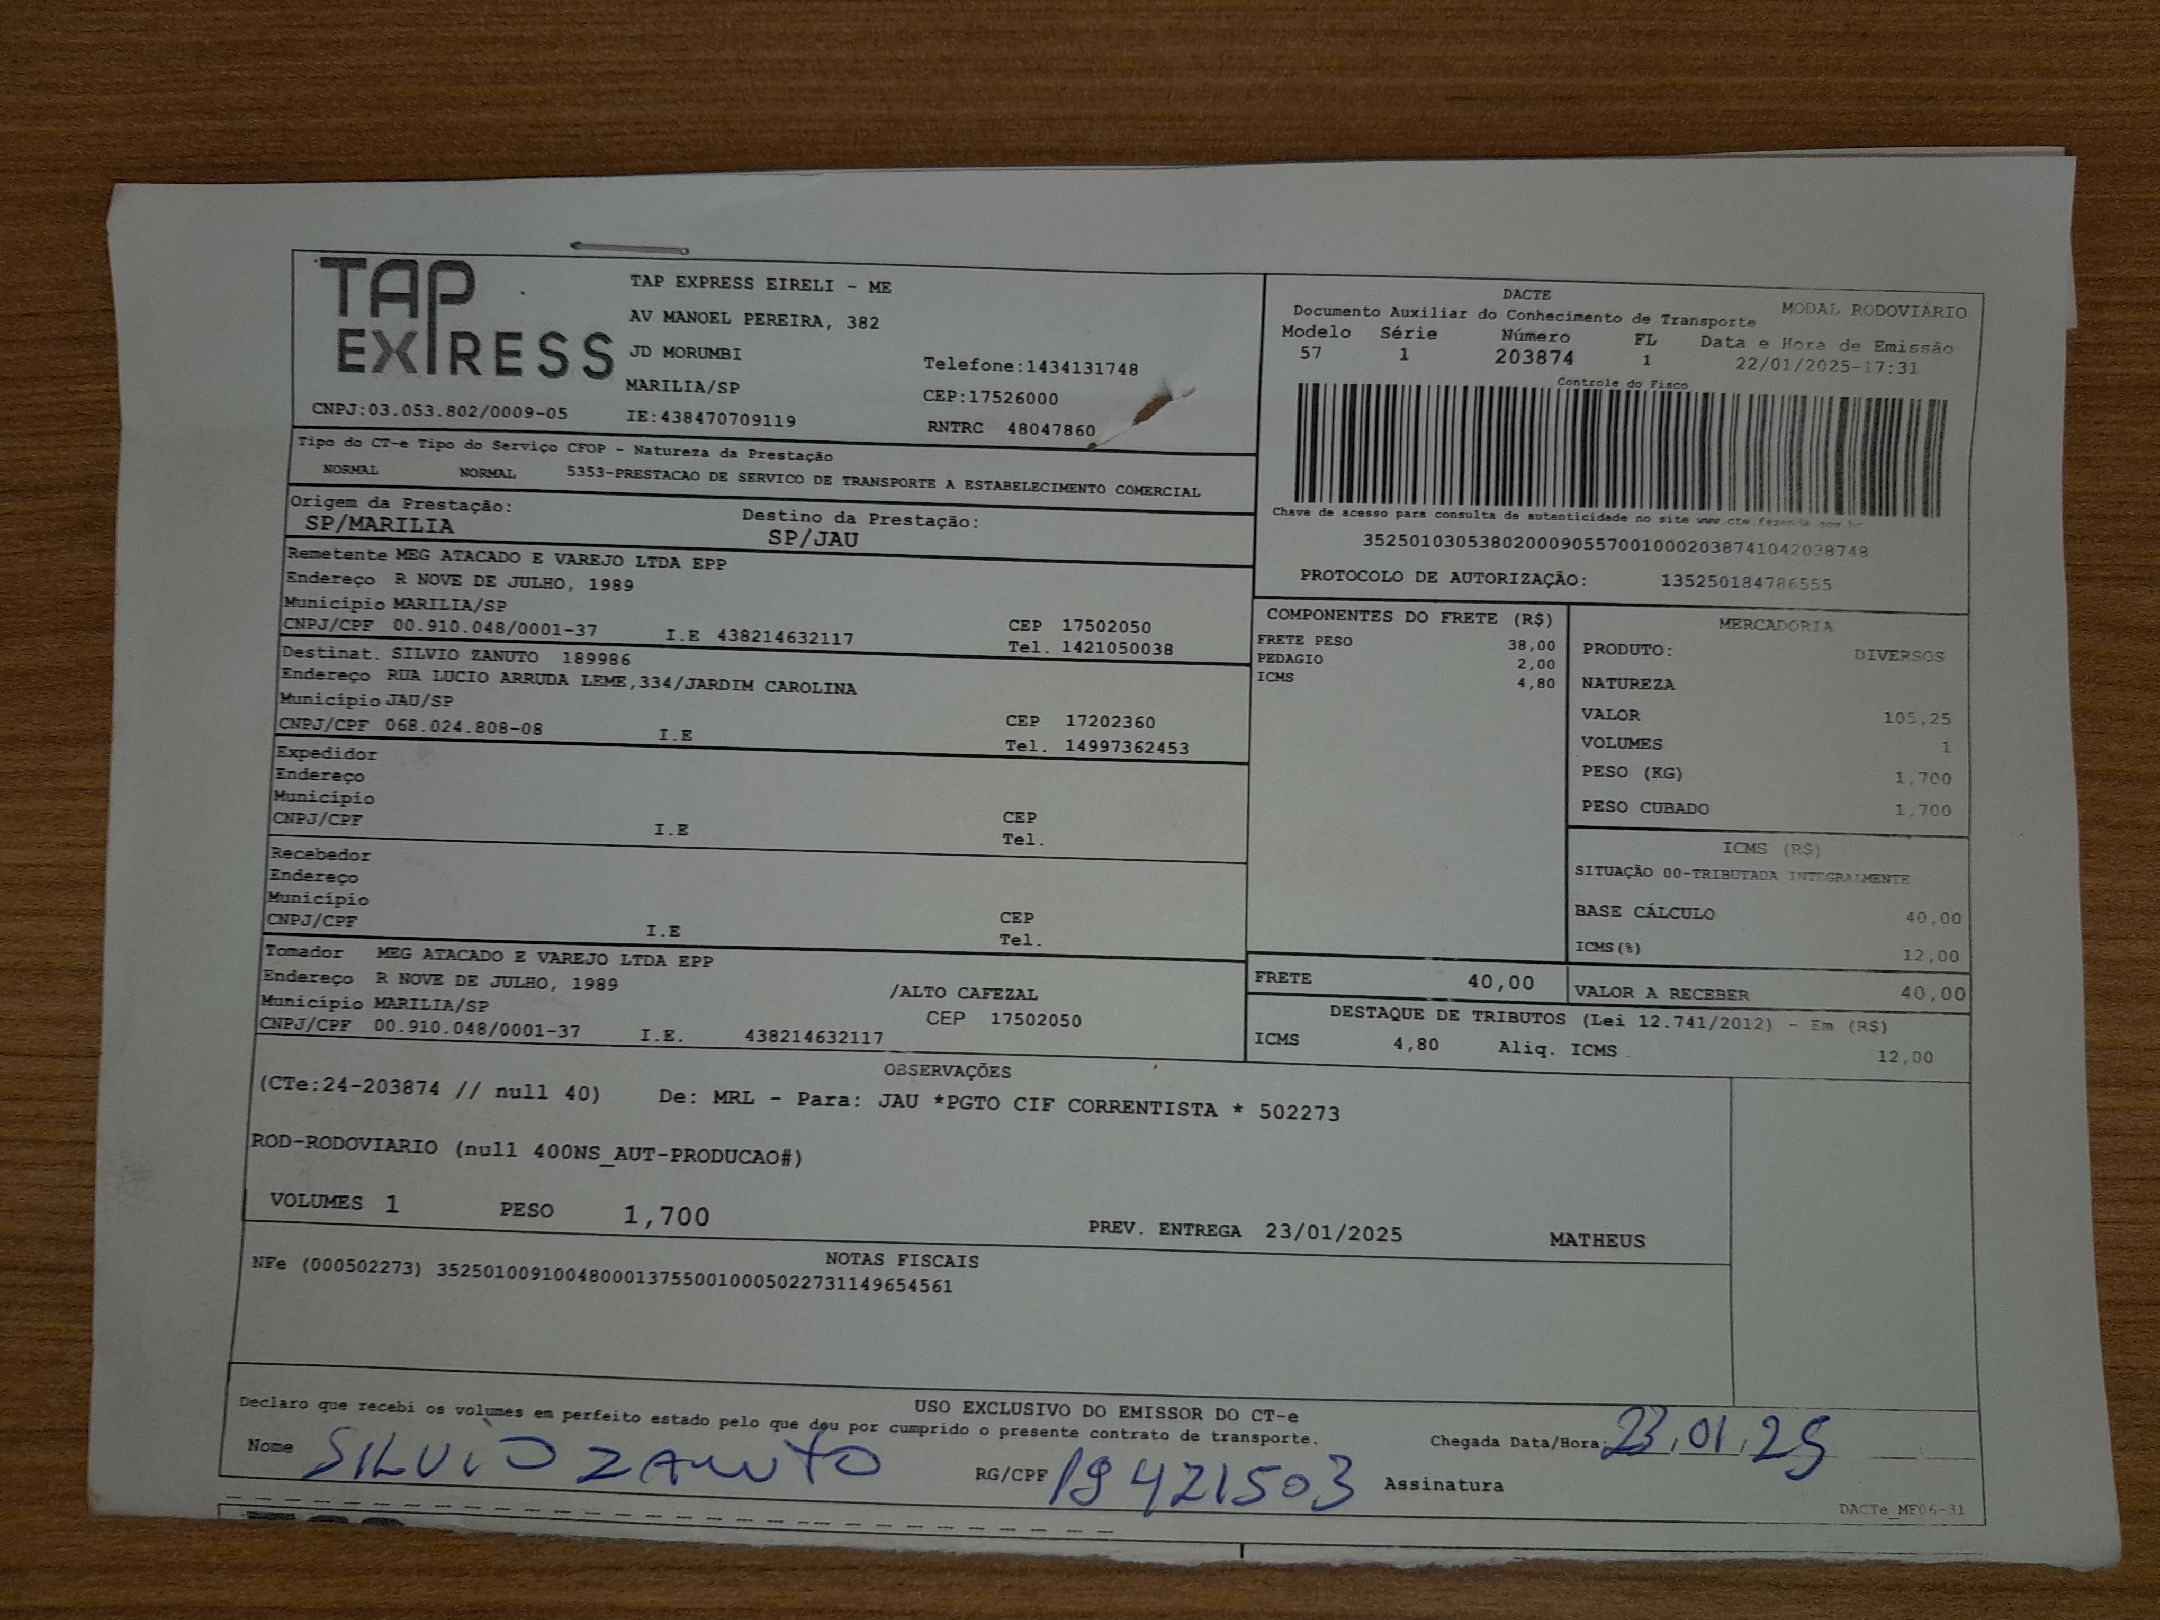 TAP
EXPRESS
TAP EXPRESS EIRELI - ME
AV MANOEL PEREIRA, 382
JD MORUMBI
Telefone:1434131748
MARILIA/SP
CEP:17526000
CNPJ:03.053.802/0009-05
IE:438470709119
RNTRC 48047860
DACTE
MODAL RODOVIÁRIO
Documento Auxiliar do Conhecimento de Transporte
Modelo Série Número FL Data e Hora de Emissão
57 1 203874 1 22/01/2025-17:31
Controle do Fisco
Chave de acesso para consulta de autenticidade no site www.cte.fazenda.gov.br
35250103053802000905570010002038741042038748
PROTOCOLO DE AUTORIZAÇÃO: 135250184786555
Tipo do CT-e Tipo do Serviço CFOP - Natureza da Prestação
NORMAL NORMAL 5353-PRESTACAO DE SERVICO DE TRANSPORTE A ESTABELECIMENTO COMERCIAL
Origem da Prestação: Destino da Prestação:
SP/MARILIA SP/JAU
Remetente MEG ATACADO E VAREJO LTDA EPP
Endereço R NOVE DE JULHO, 1989
Município MARILIA/SP
CEP 17502050
CNPJ/CPF 00.910.048/0001-37 I.E 438214632117 Tel. 1421050038
Destinat. SILVIO ZANUTO 189986
Endereço RUA LUCIO ARRUDA LEME,334/JARDIM CAROLINA
Município JAU/SP
CEP 17202360
CNPJ/CPF 068.024.808-08 I.E Tel. 14997362453
Expedidor
Endereço
Município
CEP
CNPJ/CPF I.E Tel.
Recebedor
Endereço
Município
CEP
CNPJ/CPF I.E Tel.
Tomador MEG ATACADO E VAREJO LTDA EPP
Endereço R NOVE DE JULHO, 1989 /ALTO CAFEZAL
Município MARILIA/SP CEP 17502050
CNPJ/CPF 00.910.048/0001-37 I.E. 438214632117
COMPONENTES DO FRETE (R$)
FRETE PESO 38,00
PEDAGIO 2,00
ICMS 4,80
MERCADORIA
PRODUTO: DIVERSOS
NATUREZA
VALOR 105,25
VOLUMES 1
PESO (KG) 1,700
PESO CUBADO 1,700
ICMS (R$)
SITUAÇÃO 00-TRIBUTADA INTEGRALMENTE
BASE CÁLCULO 40,00
ICMS(%) 12,00
FRETE 40,00 VALOR A RECEBER 40,00
DESTAQUE DE TRIBUTOS (Lei 12.741/2012) - Em (R$)
ICMS 4,80 Aliq. ICMS 12,00
OBSERVAÇÕES
(CTe:24-203874 // null 40) De: MRL - Para: JAU *PGTO CIF CORRENTISTA * 502273
ROD-RODOVIARIO (null 400NS_AUT-PRODUCAO#)
VOLUMES 1 PESO 1,700 PREV. ENTREGA 23/01/2025 MATHEUS
NOTAS FISCAIS
NFe (000502273) 35250100910048000137550010005022731149654561
USO EXCLUSIVO DO EMISSOR DO CT-e
Declaro que recebi os volumes em perfeito estado pelo que dou por cumprido o presente contrato de transporte.
Chegada Data/Hora: 23,01,25
Nome SILVIO ZANUTO RG/CPF 19421503 Assinatura
DACTe_MF06-31